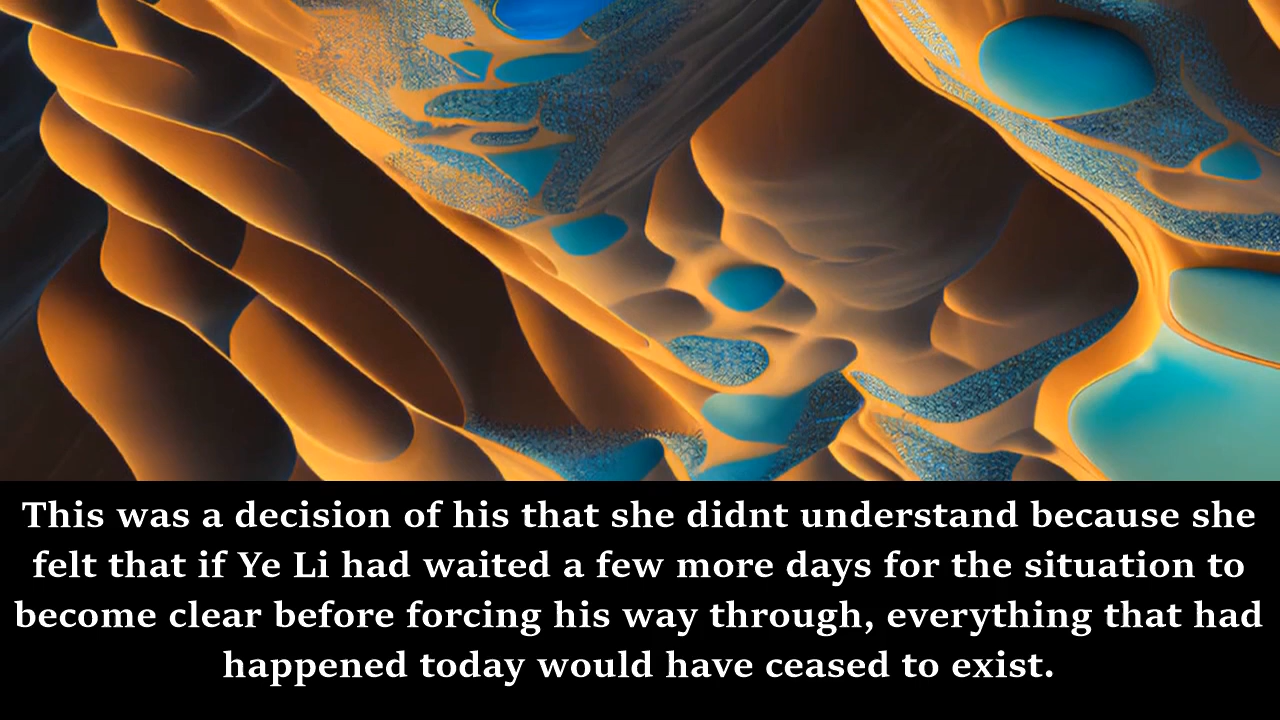 This was a decision of his that she didnt understand because she
felt that if Ye Li had waited a few more days for the situation to
become clear before forcing his way through, everything that had
happened today would have ceased to exist.